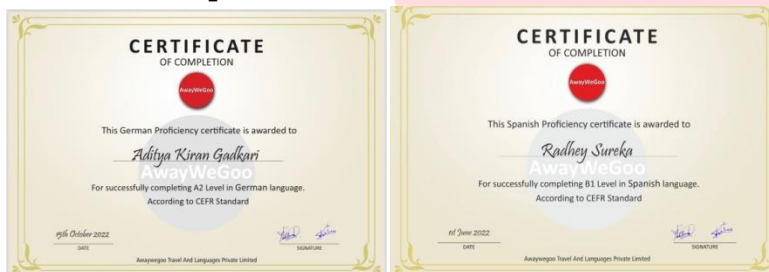 CERTIFICATE
OF COMPLETION
AwayWeGoo
This German Proficiency certificate is awarded to
Aditya Kiran Gadkari
AwayWeGoo
For successfully completing A2 Level in German language.
According to CEFR Standard
15th October 2022
DATE
SIGNATURE
Awaywegoo Travel And Languages Private Limited
CERTIFICATE
OF COMPLETION
AwayWeGoo
This Spanish Proficiency certificate is awarded to
Radhey Sureka
AwayWeGoo
For successfully completing B1 Level in Spanish language.
According to CEFR Standard
June 2022
DATE
SIGNATURE
Awaywegoo Travel And Languages Private Limited